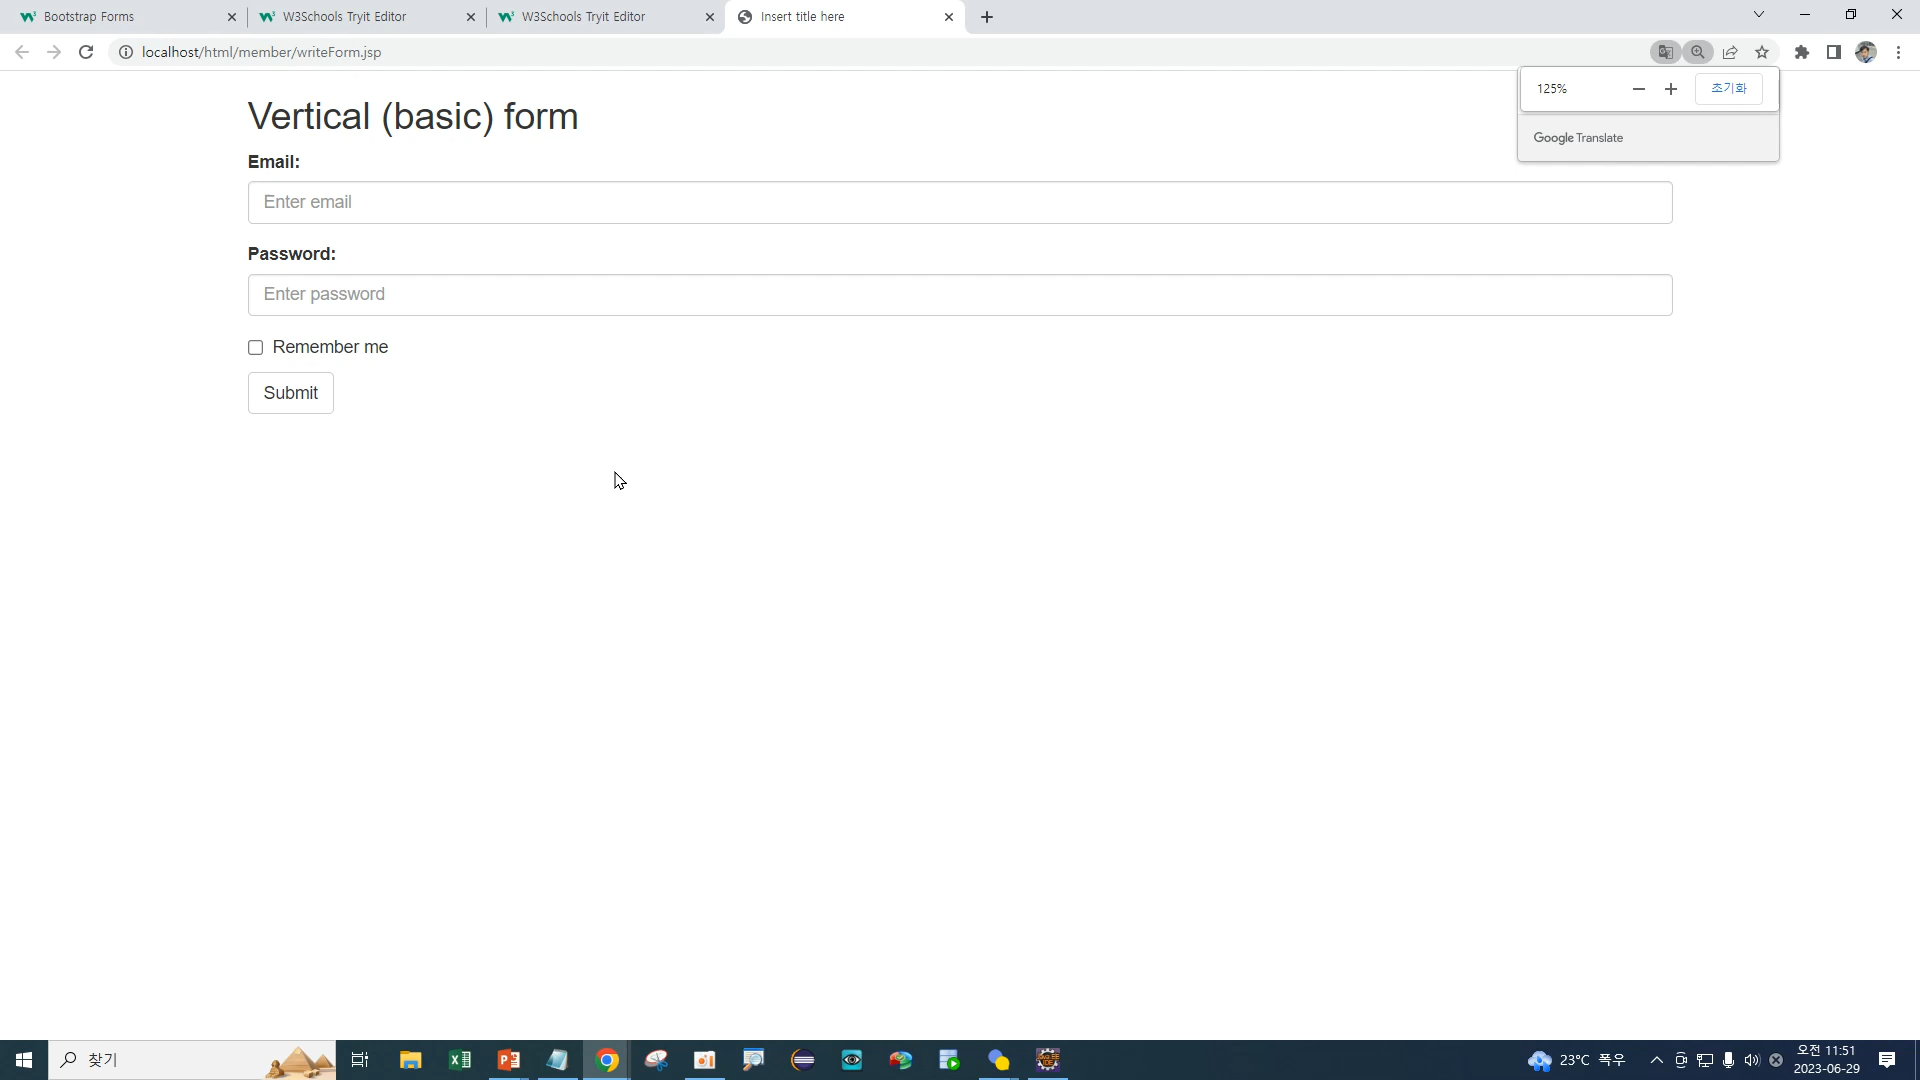 Bootstrap Forms
W3Schools Tryit Editor
W3Schools Tryit Editor
Insert title here
localhost/html/member/writeForm.jsp
125%
초기화
Google Translate
Vertical (basic) form
Email:
Enter email
Password:
Enter password
Remember me
Submit
찾기
23°C 폭우
오전 11:51
2023-06-29